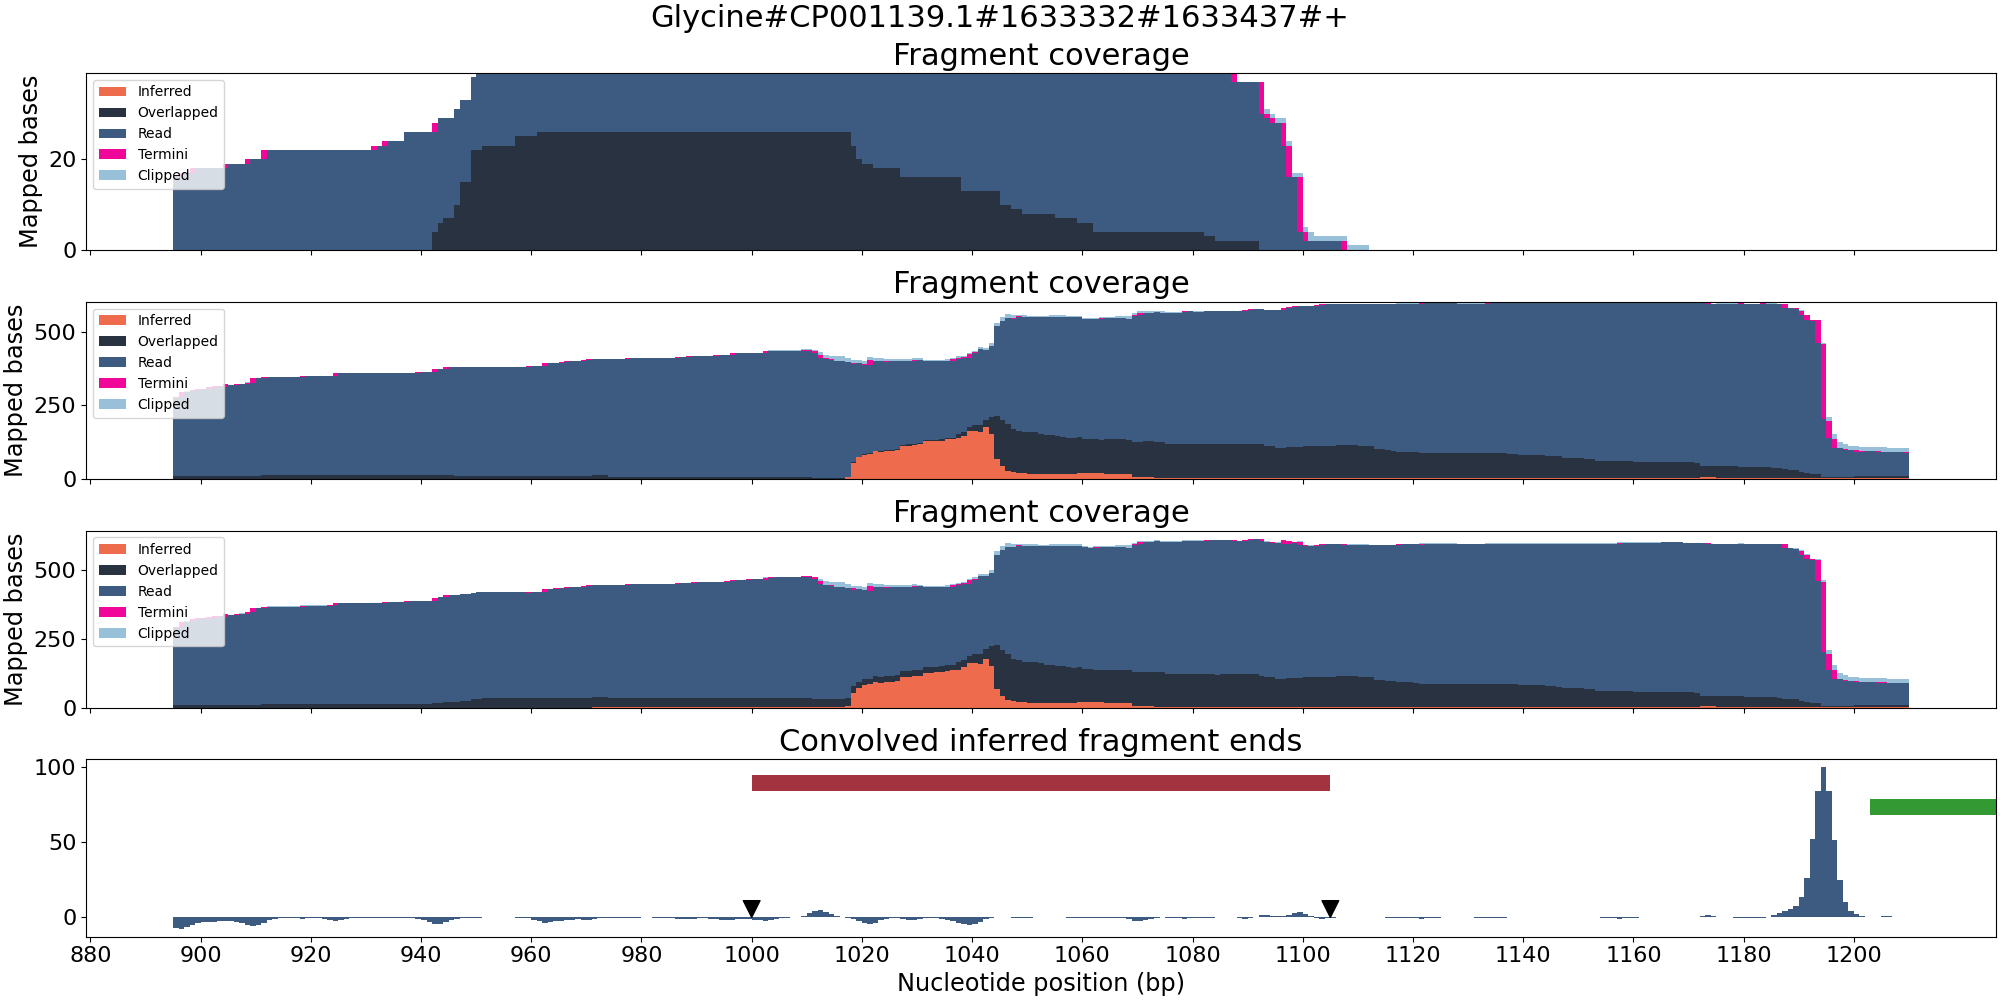 Glycine#CP001139.1#1633332#1633437#+
Fragment coverage
Mapped bases
20
0
Inferred
Overlapped
Read
Termini
Clipped
Fragment coverage
Mapped bases
500
250
0
Inferred
Overlapped
Read
Termini
Clipped
Fragment coverage
Mapped bases
500
250
0
Inferred
Overlapped
Read
Termini
Clipped
Convolved inferred fragment ends
100
50
0
880 900 920 940 960 980 1000 1020 1040 1060 1080 1100 1120 1140 1160 1180 1200
Nucleotide position (bp)